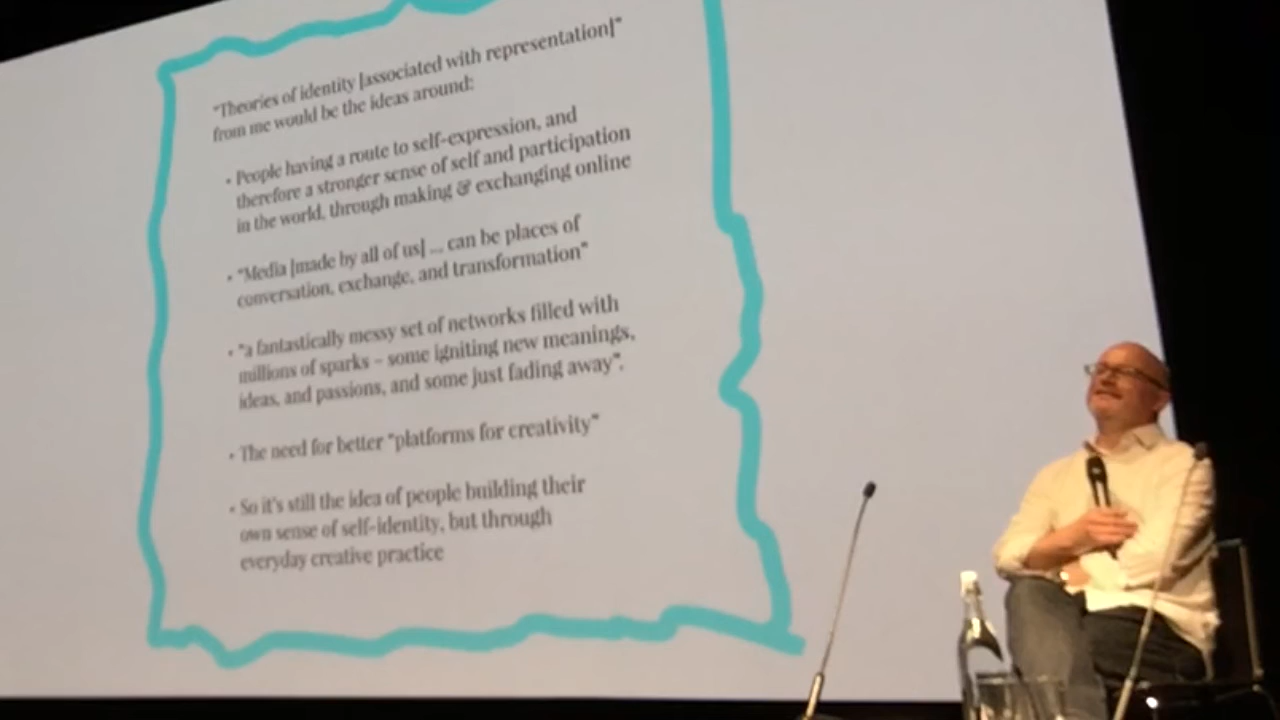 "Theories of identity [associated with representation]"
from me would be the ideas around:
• People having a route to self-expression, and
therefore a stronger sense of self and participation
in the world, through making & exchanging online
• "Media [made by all of us] ... can be places of
conversation, exchange, and transformation"
• "a fantastically messy set of networks filled with
millions of sparks – some igniting new meanings,
ideas, and passions, and some just fading away".
• The need for better "platforms for creativity"
• So it's still the idea of people building their
own sense of self-identity, but through
everyday creative practice